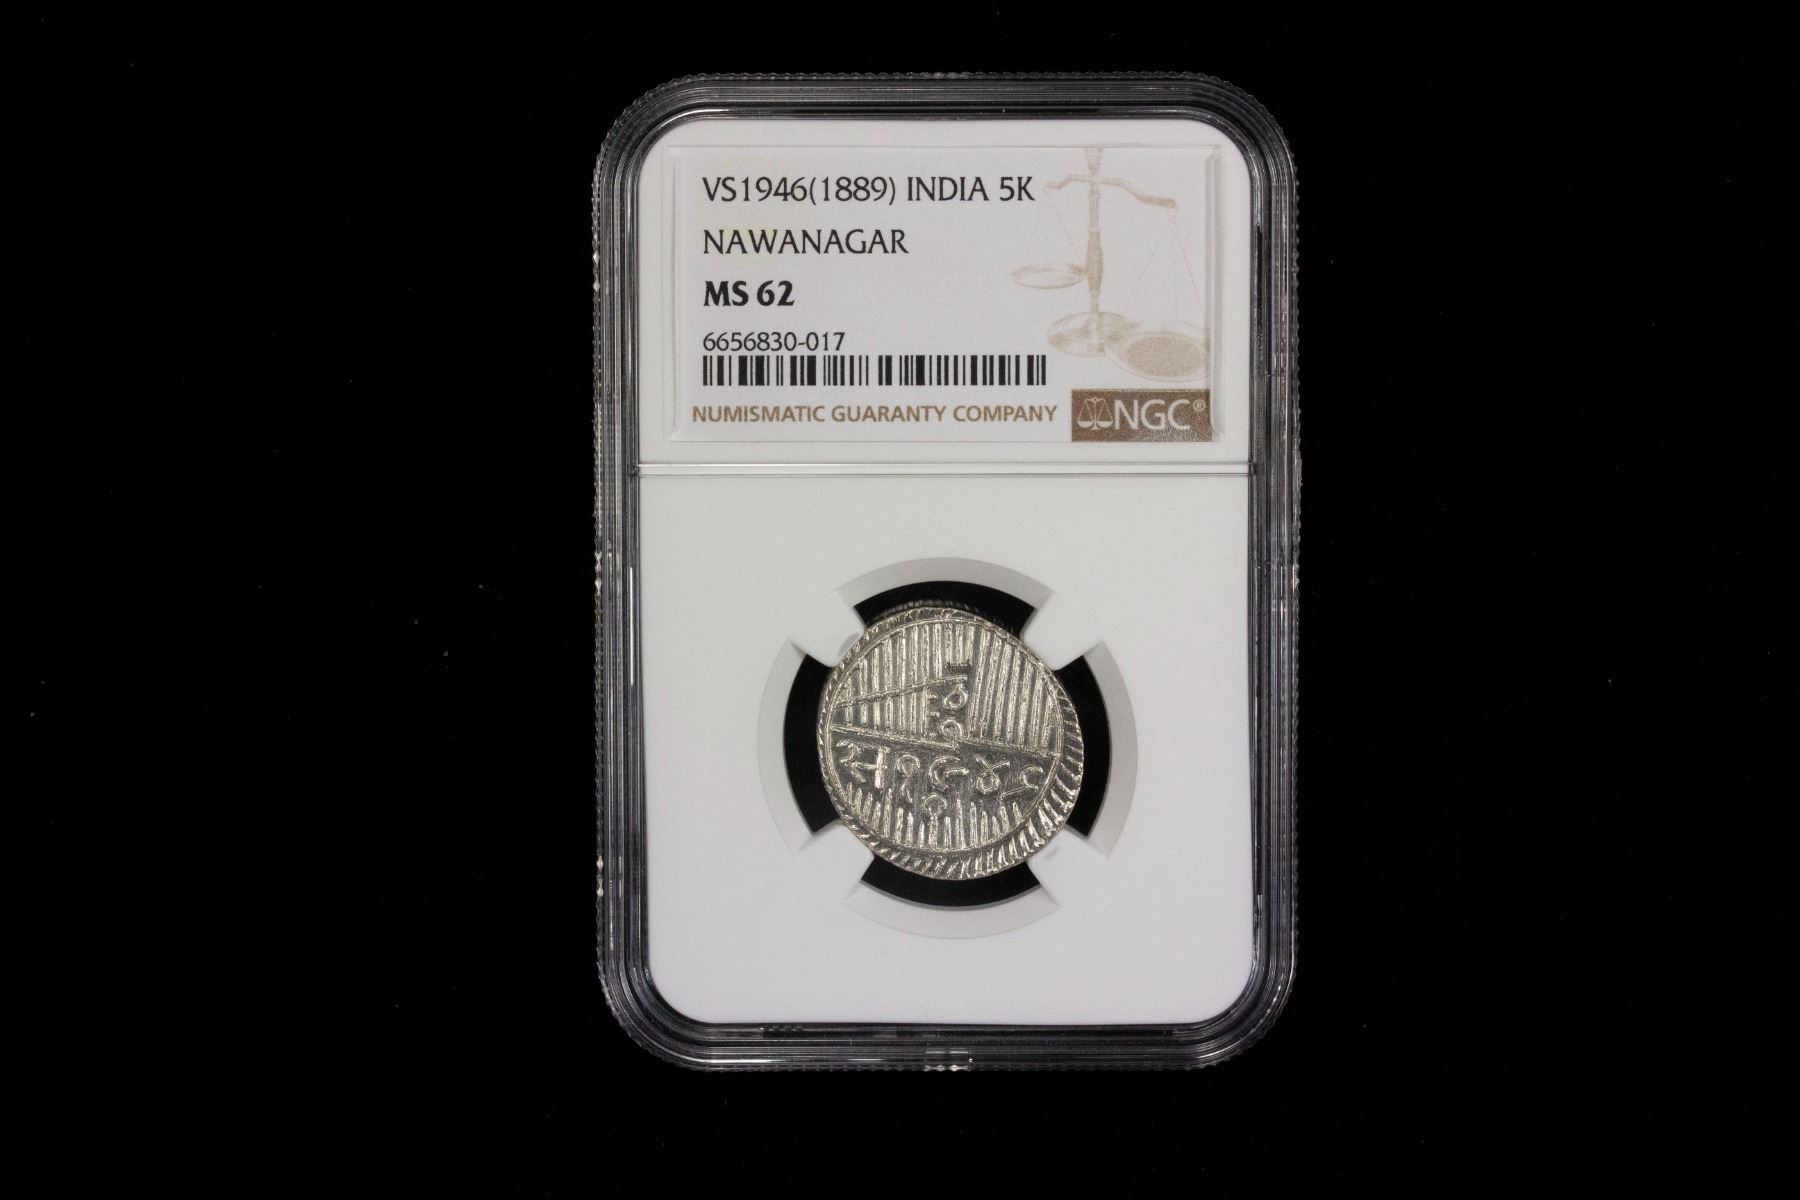 VS1946(1889) INDIA 5K
NAWANAGAR
MS 62
6656830-017
NUMISMATIC GUARANTY COMPANY
NGC®